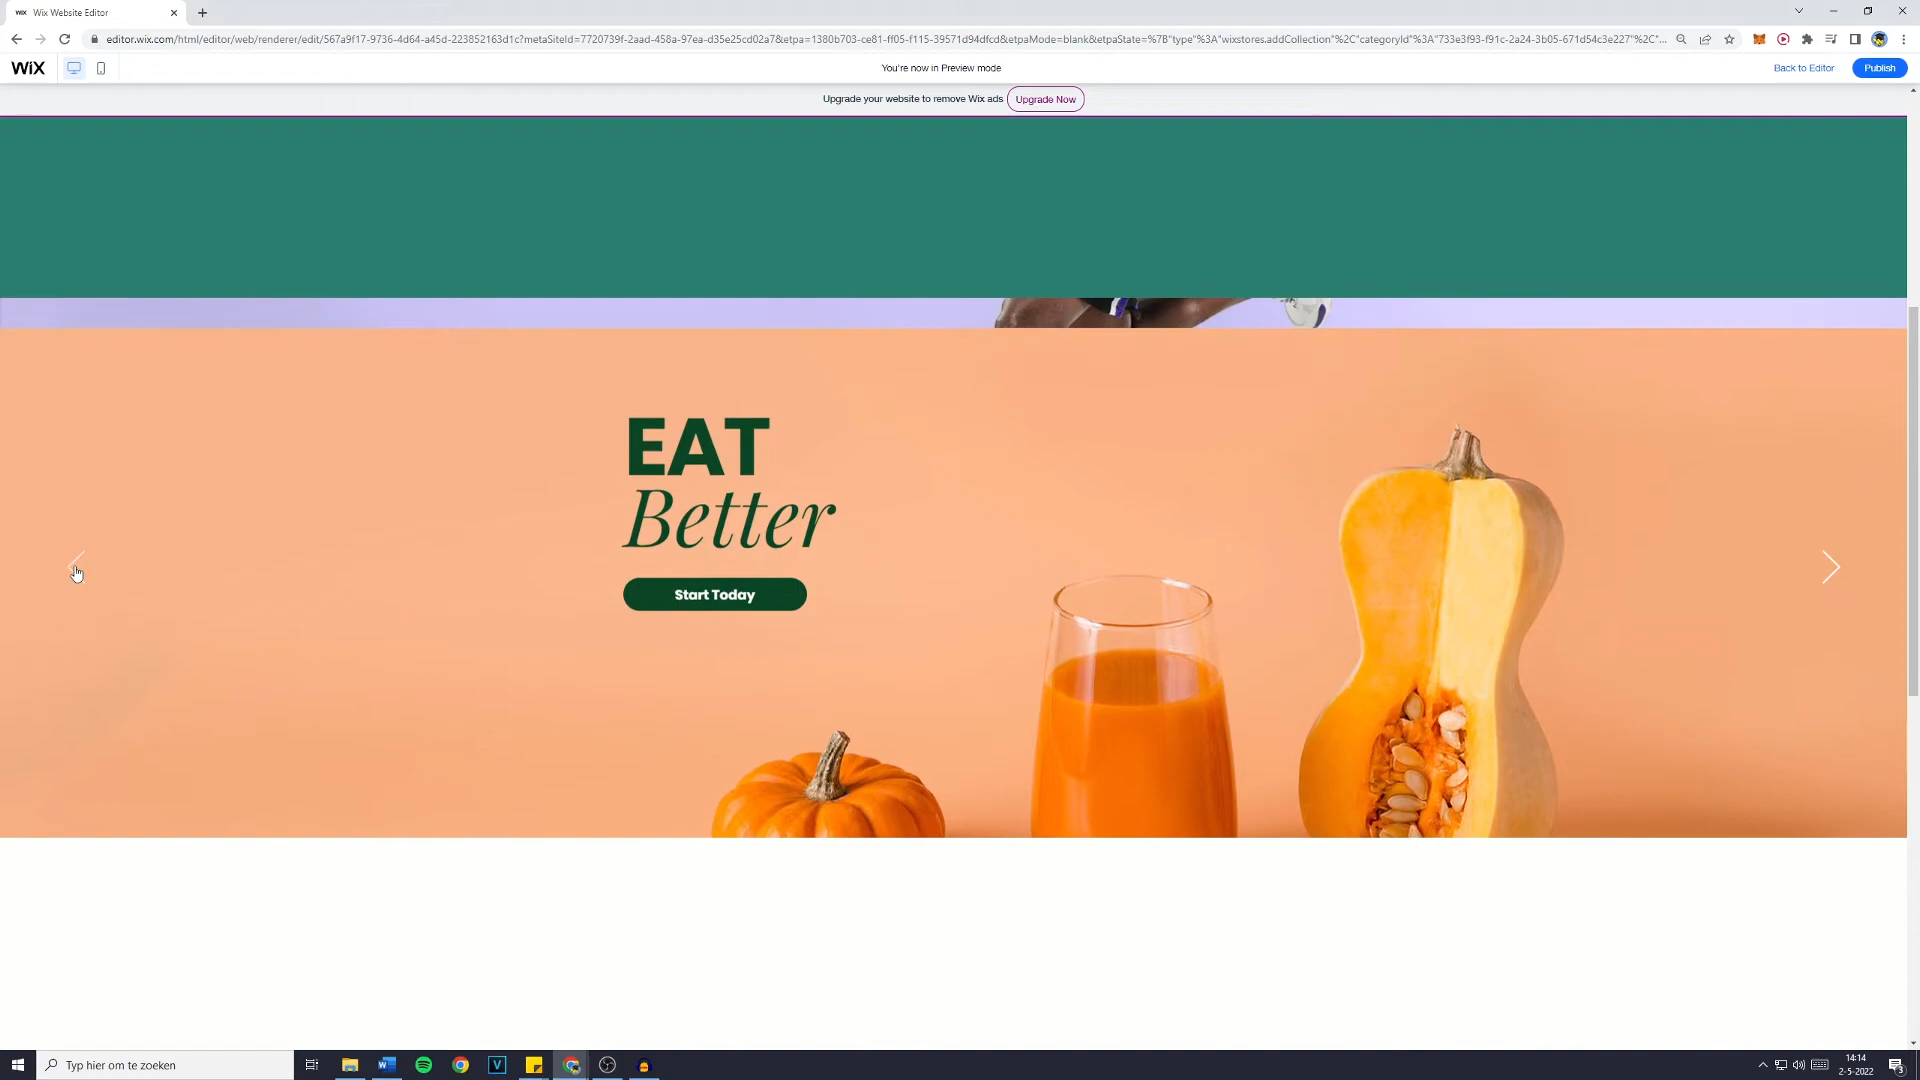 WIX Wix Website Editor
editor.wix.com/html/editor/web/renderer/edit/567a9f17-9736-4d64-a45d-223852163d1c?metaSiteId=7720739f-2aad-458a-97ea-d35e25cd02a7&etpa=1380b703-ce81-ff05-f115-39571d94dfcd&etpaMode=blank&etpaState=%7B"type"%3A"wixstores.addCollection"%2C"categoryId"%3A"733e3f93-f91c-2a24-3b05-671d54c3e227"%2C"...
WiX
You're now in Preview mode
Back to Editor
Publish
Upgrade your website to remove Wix ads
Upgrade Now
EAT
Better
Start Today
Typ hier om te zoeken
W
V
14:14
2-5-2022
3